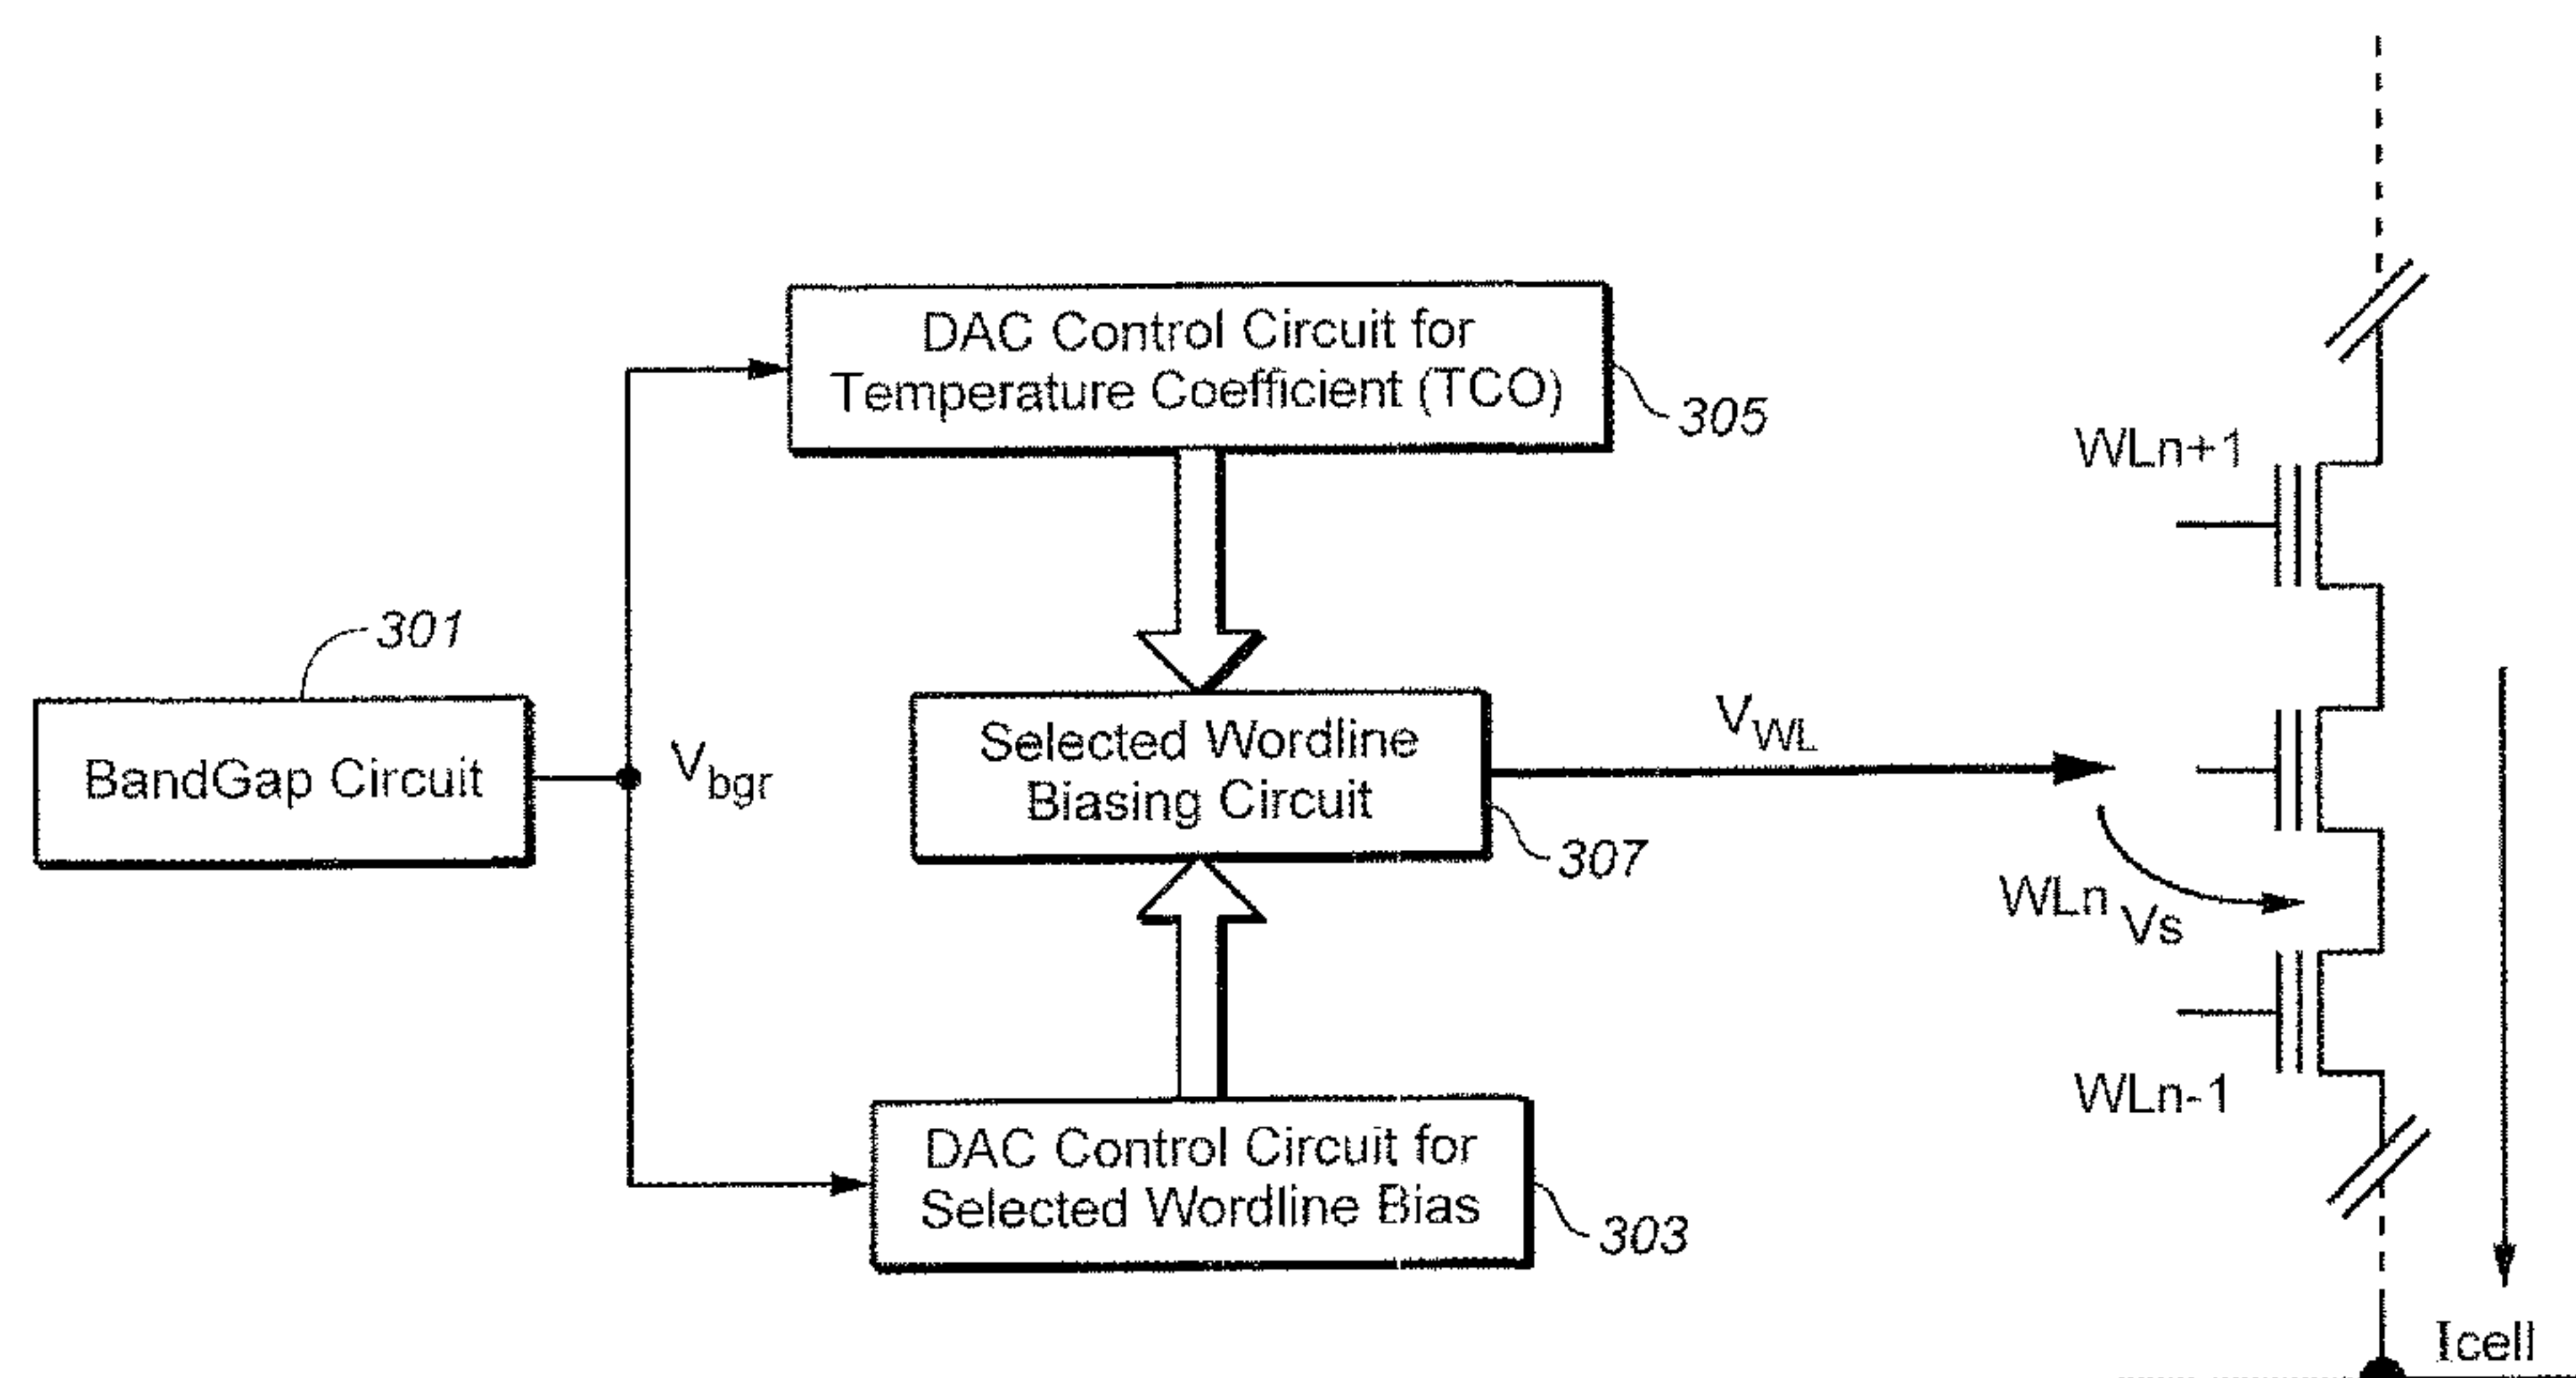 DAC Control Circuit for
Temperature Coefficient (TCO)
305
WLn+1
301
BandGap Circuit
Vbgr
Selected Wordline
Biasing Circuit
307
VWL
WLn
Vs
WLn-1
DAC Control Circuit for
Selected Wordline Bias
303
Icell